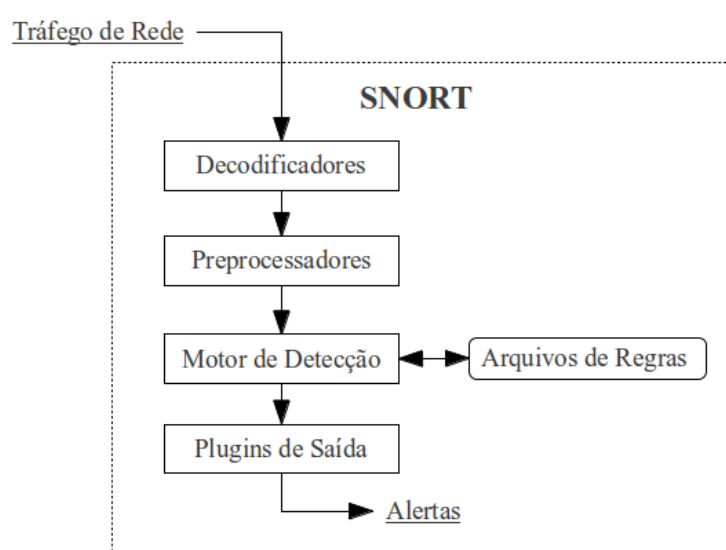 Tráfego de Rede
SNORT
Decodificadores
Preprocessadores
Motor de Detecção
Arquivos de Regras
Plugins de Saída
Alertas